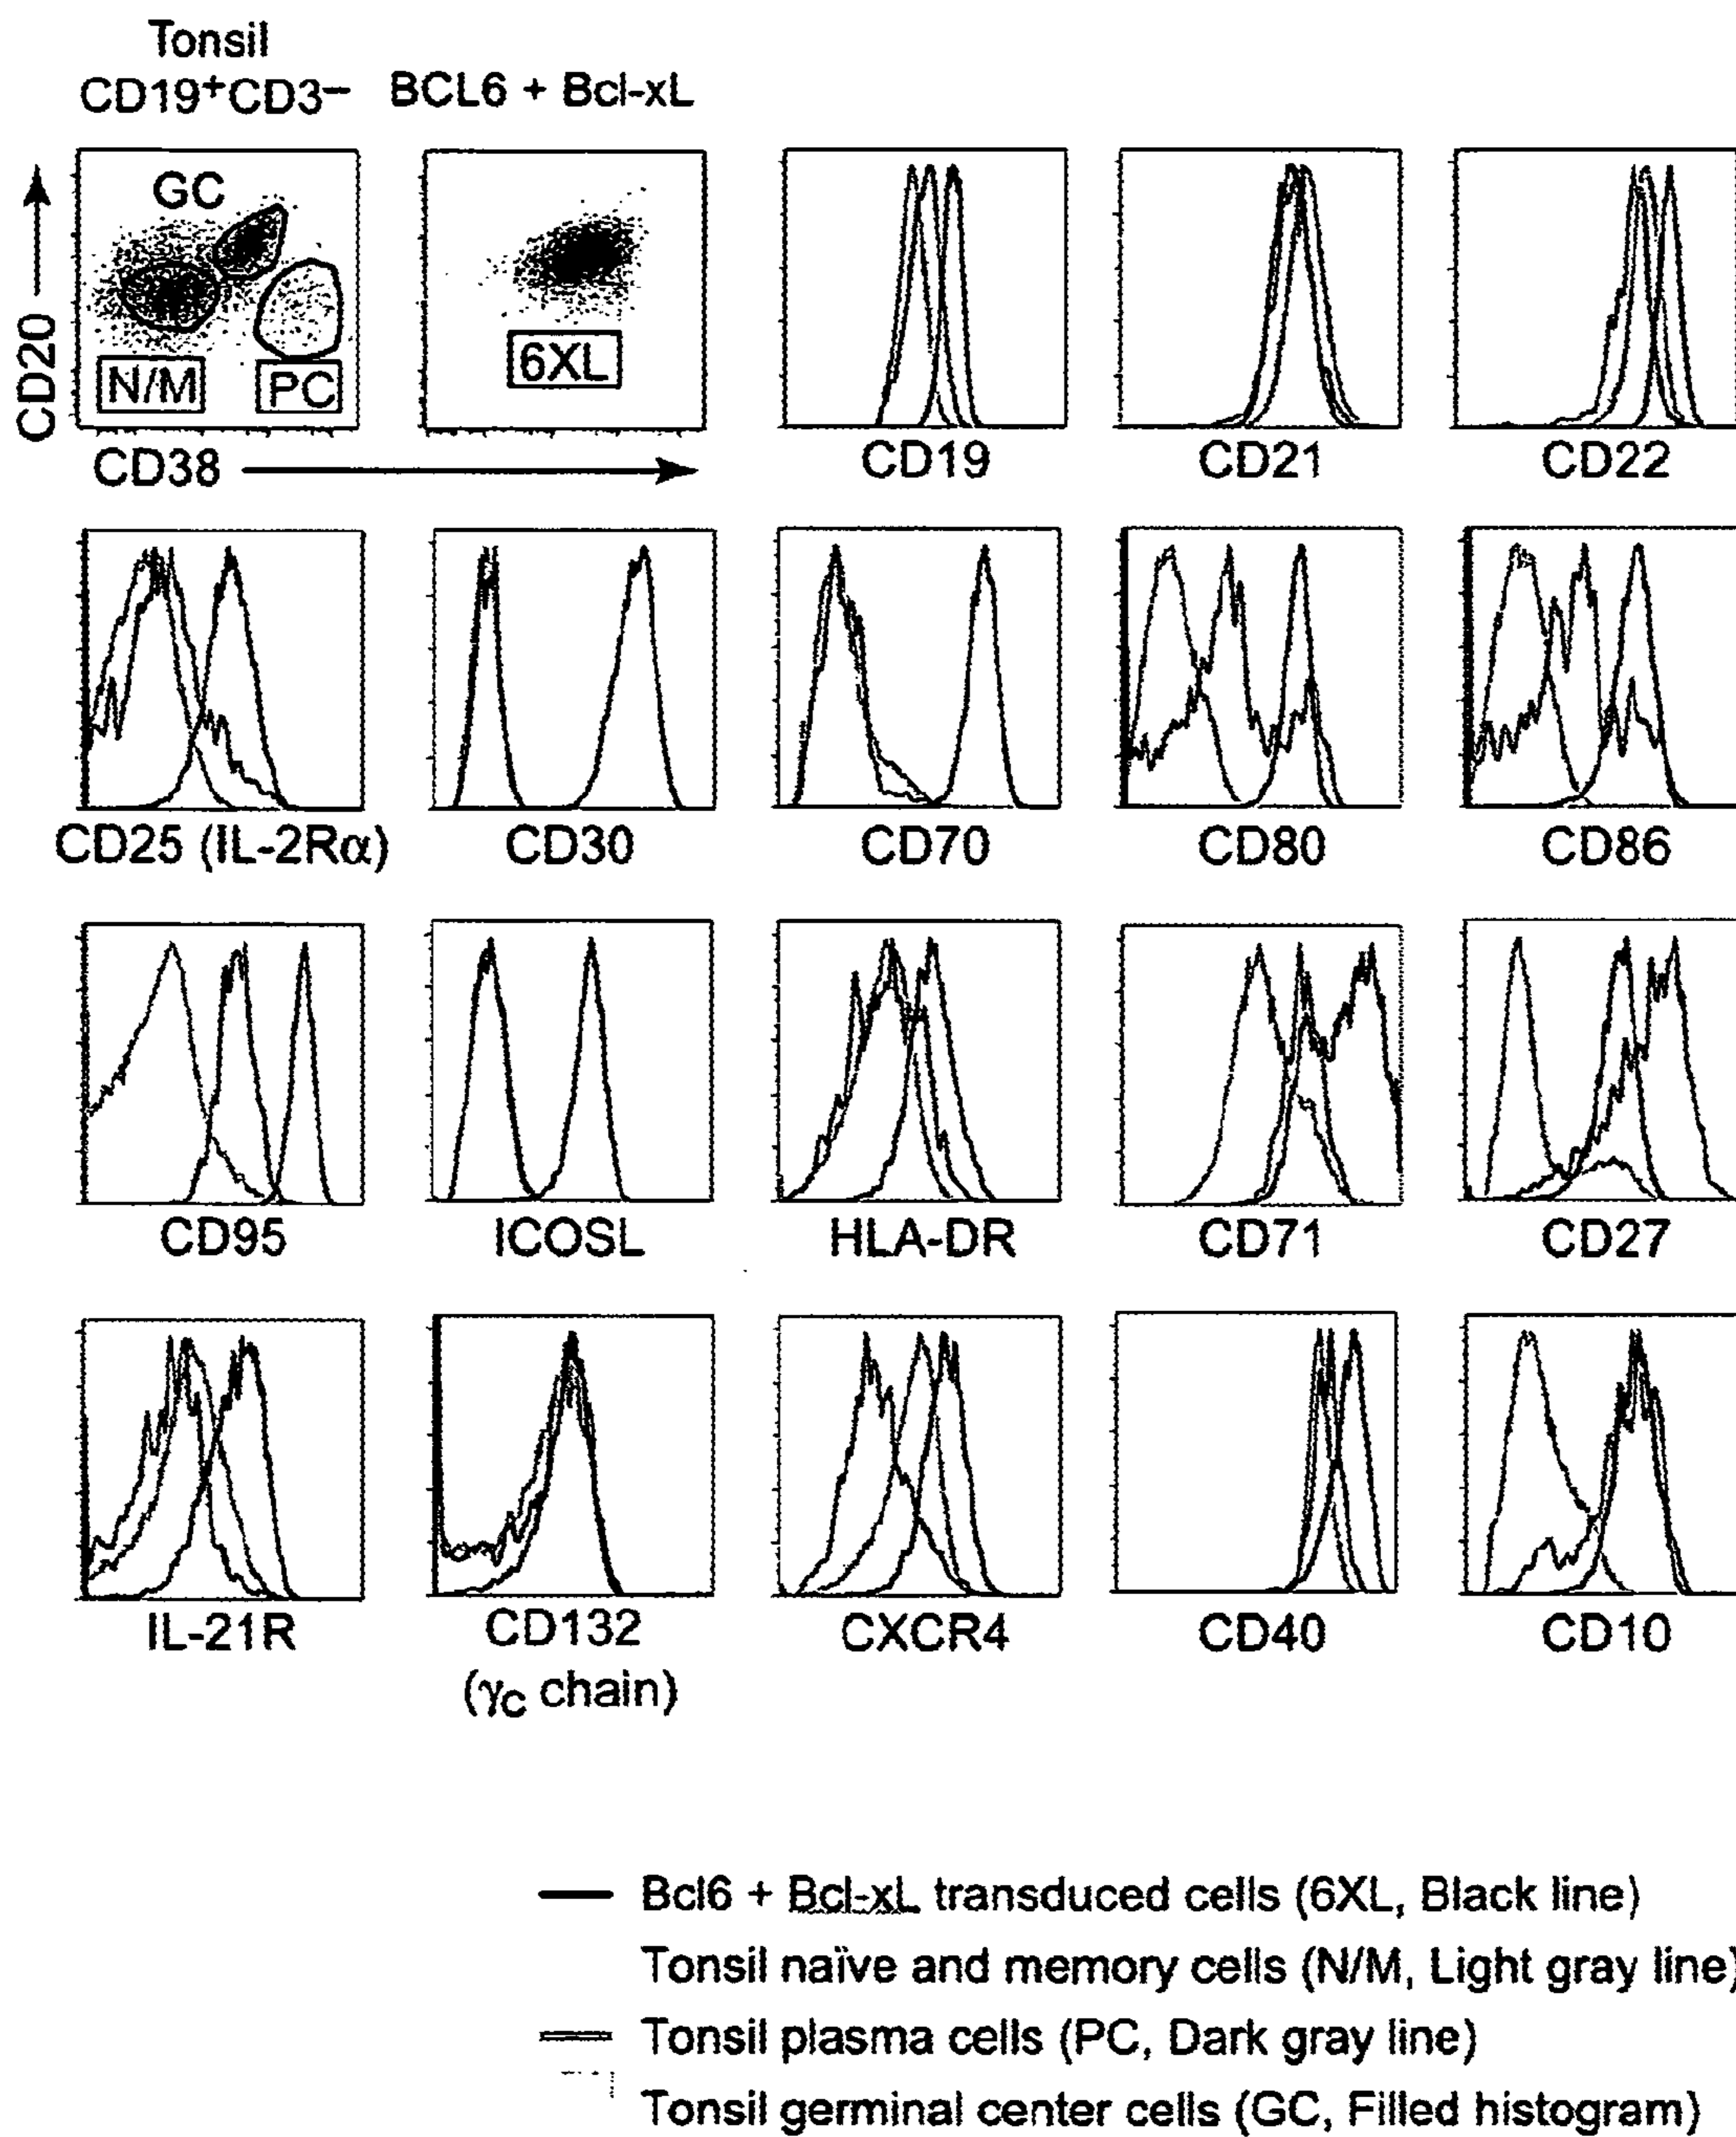 Tonsil
CD19+CD3– BCL6 + Bcl-xL
GC
N/M PC
6XL
CD20
CD38
CD19 CD21 CD22
CD25 (IL-2Rα) CD30 CD70 CD80 CD86
CD95 ICOSL HLA-DR CD71 CD27
IL-21R CD132 CXCR4 CD40 CD10
(γc chain)
Bcl6 + Bcl-xL transduced cells (6XL, Black line)
Tonsil naïve and memory cells (N/M, Light gray line)
Tonsil plasma cells (PC, Dark gray line)
Tonsil germinal center cells (GC, Filled histogram)